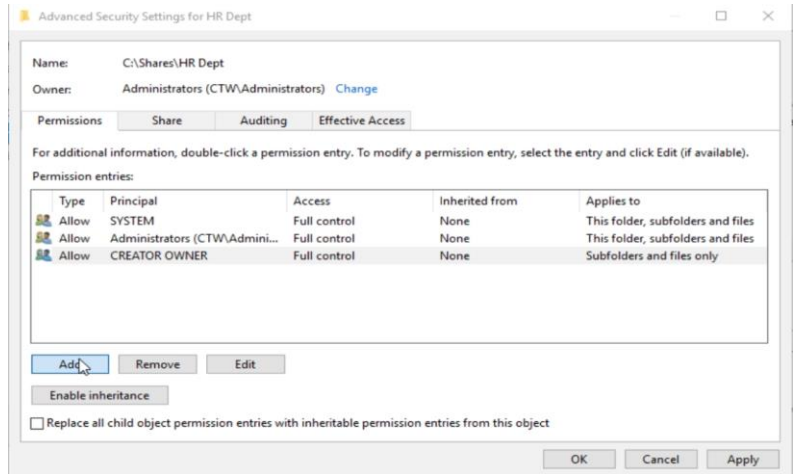 Advanced Security Settings for HR Dept
Name: C:\Shares\HR Dept
Owner: Administrators (CTW\Administrators) Change
Permissions Share Auditing Effective Access
For additional information, double-click a permission entry. To modify a permission entry, select the entry and click Edit (if available).
Permission entries:
Type Principal Access Inherited from Applies to
Allow SYSTEM Full control None This folder, subfolders and files
Allow Administrators (CTW\Admini... Full control None This folder, subfolders and files
Allow CREATOR OWNER Full control None Subfolders and files only
Add Remove Edit
Enable inheritance
Replace all child object permission entries with inheritable permission entries from this object
OK Cancel Apply